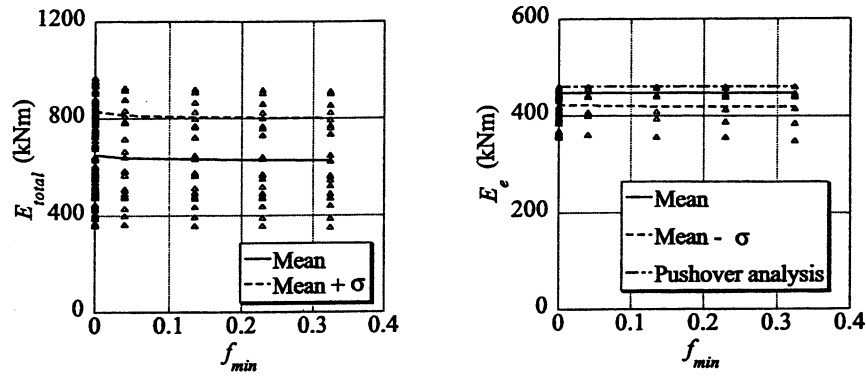 1200
800
400
0
E_total (kNm)
0 0.1 0.2 0.3 0.4
f_min
Mean
Mean + σ
600
400
200
0
E_e (kNm)
0 0.1 0.2 0.3 0.4
f_min
Mean
Mean - σ
Pushover analysis